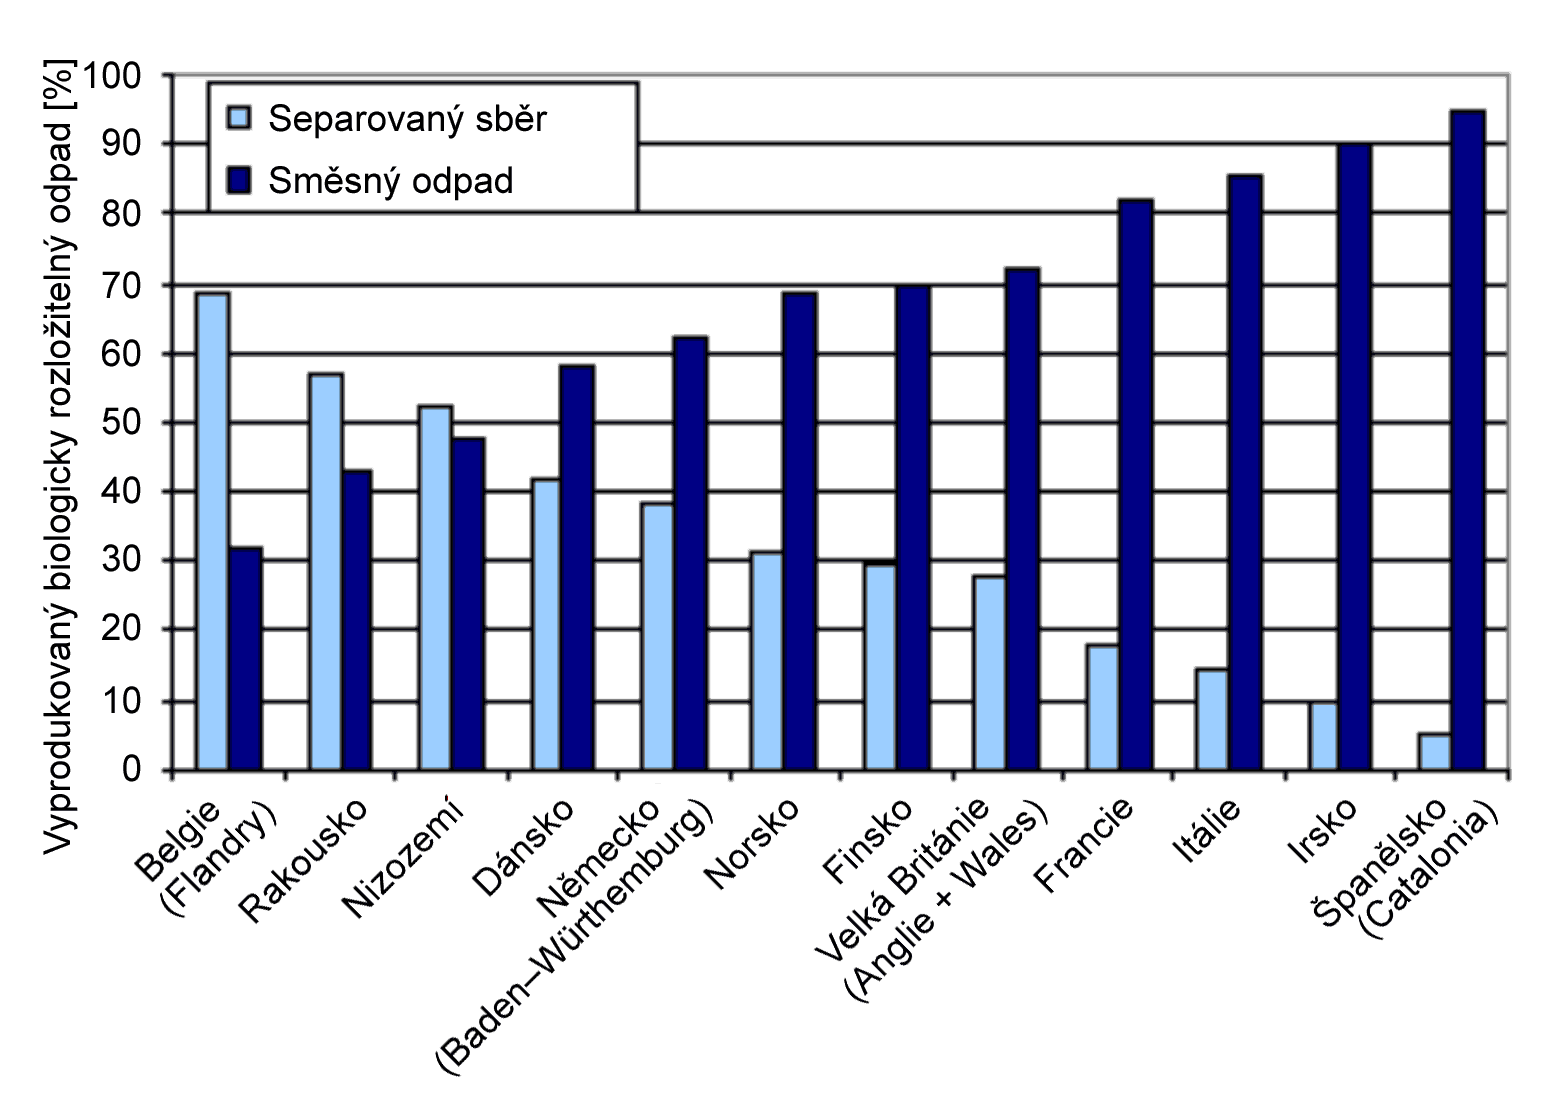 Vyprodukovaný biologicky rozložitelný odpad [%]
100
90
80
70
60
50
40
30
20
10
0
Separovaný sběr
Směsný odpad
Belgie
(Flandry)
Rakousko
Nizozemí
Dánsko
Německo
(Baden–Würthemburg)
Norsko
Finsko
Velká Británie
(Anglie + Wales)
Francie
Itálie
Irsko
Španělsko
(Catalonia)